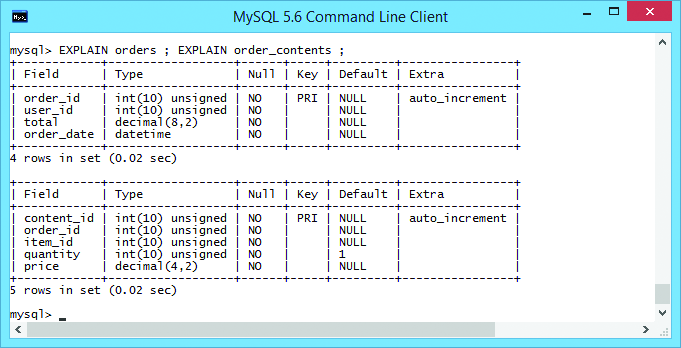 MySQL 5.6 Command Line Client
mysql> EXPLAIN orders ; EXPLAIN order_contents ;
+------------+------------------+------+-----+---------+----------------+
| Field      | Type             | Null | Key | Default | Extra          |
+------------+------------------+------+-----+---------+----------------+
| order_id   | int(10) unsigned | NO   | PRI | NULL    | auto_increment |
| user_id    | int(10) unsigned | NO   |     | NULL    |                |
| total      | decimal(8,2)     | NO   |     | NULL    |                |
| order_date | datetime         | NO   |     | NULL    |                |
+------------+------------------+------+-----+---------+----------------+
4 rows in set (0.02 sec)
+------------+------------------+------+-----+---------+----------------+
| Field      | Type             | Null | Key | Default | Extra          |
+------------+------------------+------+-----+---------+----------------+
| content_id | int(10) unsigned | NO   | PRI | NULL    | auto_increment |
| order_id   | int(10) unsigned | NO   |     | NULL    |                |
| item_id    | int(10) unsigned | NO   |     | NULL    |                |
| quantity   | int(10) unsigned | NO   |     | 1       |                |
| price      | decimal(4,2)     | NO   |     | NULL    |                |
+------------+------------------+------+-----+---------+----------------+
5 rows in set (0.02 sec)
mysql> _